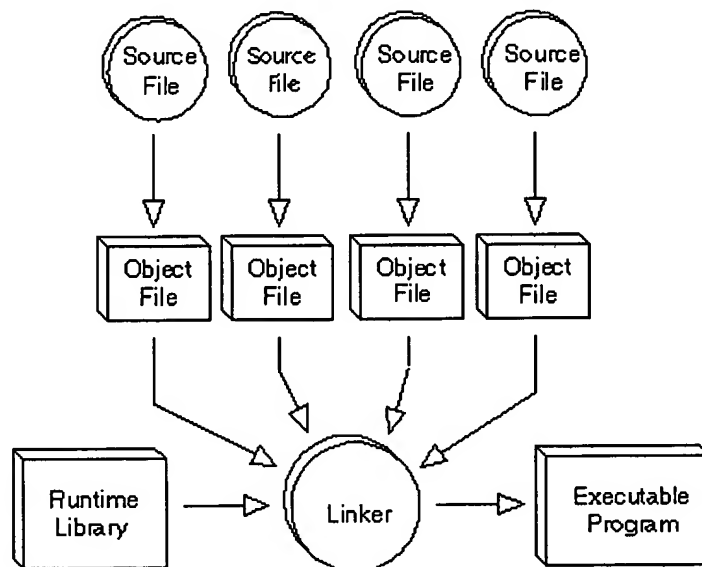 Source
File
Source
File
Source
File
Source
File
Object
File
Object
File
Object
File
Object
File
Runtime
Library
Linker
Executable
Program